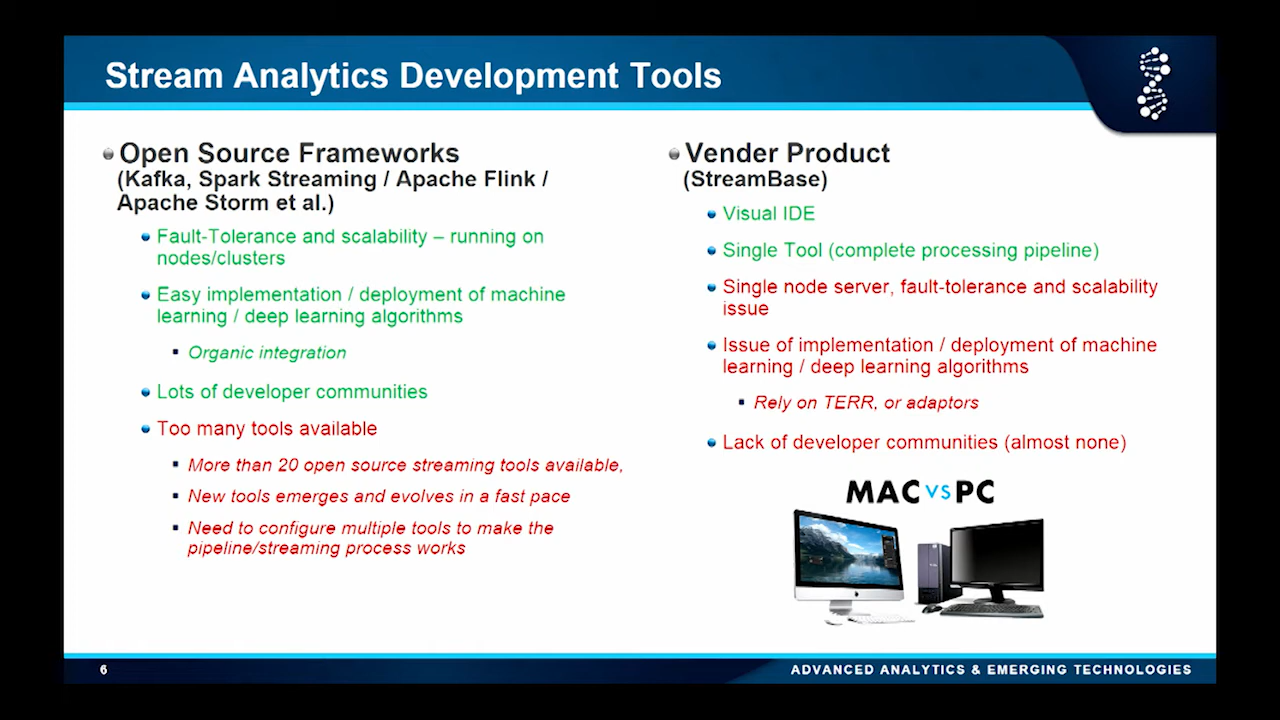 Stream Analytics Development Tools
Open Source Frameworks
(Kafka, Spark Streaming / Apache Flink /
Apache Storm et al.)
Fault-Tolerance and scalability – running on
nodes/clusters
Easy implementation / deployment of machine
learning / deep learning algorithms
Organic integration
Lots of developer communities
Too many tools available
More than 20 open source streaming tools available,
New tools emerges and evolves in a fast pace
Need to configure multiple tools to make the
pipeline/streaming process works
Vender Product
(StreamBase)
Visual IDE
Single Tool (complete processing pipeline)
Single node server, fault-tolerance and scalability
issue
Issue of implementation / deployment of machine
learning / deep learning algorithms
Rely on TERR, or adaptors
Lack of developer communities (almost none)
MAC vs PC
6
ADVANCED ANALYTICS & EMERGING TECHNOLOGIES